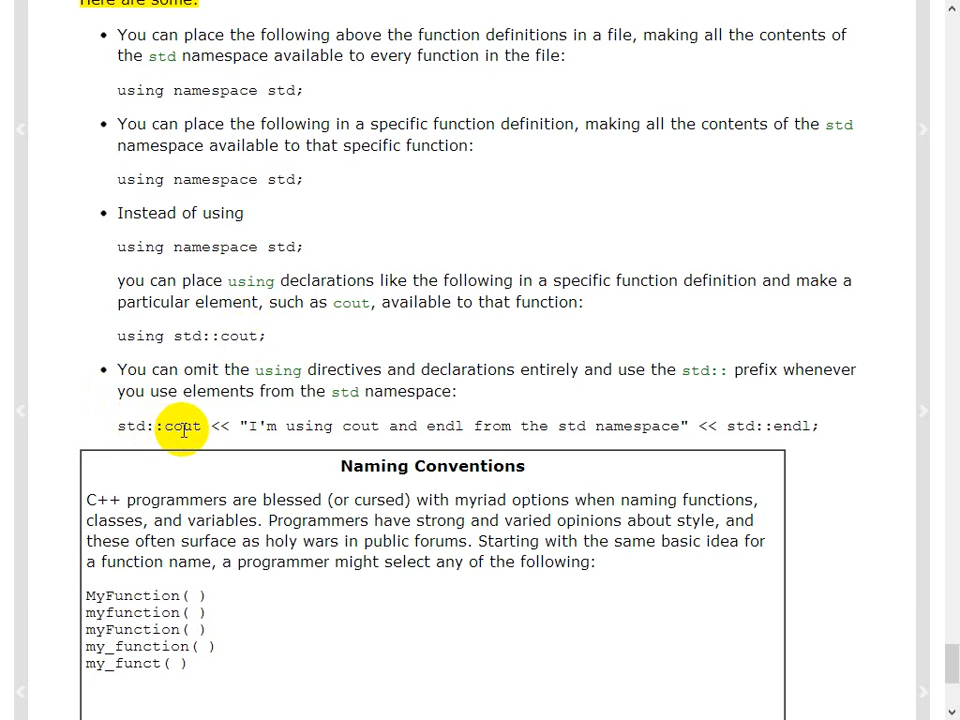 Here are some:
• You can place the following above the function definitions in a file, making all the contents of
the std namespace available to every function in the file:
using namespace std;
• You can place the following in a specific function definition, making all the contents of the std
namespace available to that specific function:
using namespace std;
• Instead of using
using namespace std;
you can place using declarations like the following in a specific function definition and make a
particular element, such as cout, available to that function:
using std::cout;
• You can omit the using directives and declarations entirely and use the std:: prefix whenever
you use elements from the std namespace:
std::cout << "I'm using cout and endl from the std namespace" << std::endl;
Naming Conventions
C++ programmers are blessed (or cursed) with myriad options when naming functions,
classes, and variables. Programmers have strong and varied opinions about style, and
these often surface as holy wars in public forums. Starting with the same basic idea for
a function name, a programmer might select any of the following:
MyFunction( )
myfunction( )
myFunction( )
my_function( )
my_funct( )